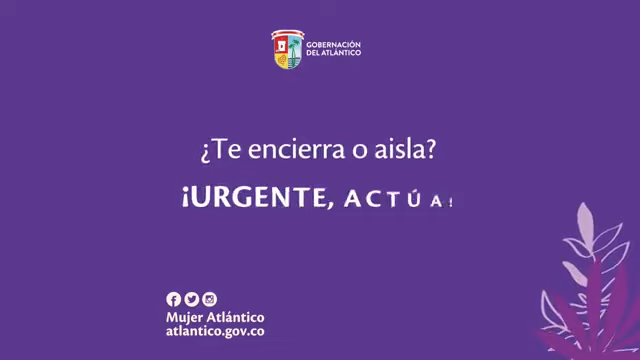 GOBERNACIÓN
DEL ATLÁNTICO
¿Te encierra o aisla?
¡URGENTE, ACTÚA!
Mujer Atlántico
atlantico.gov.co